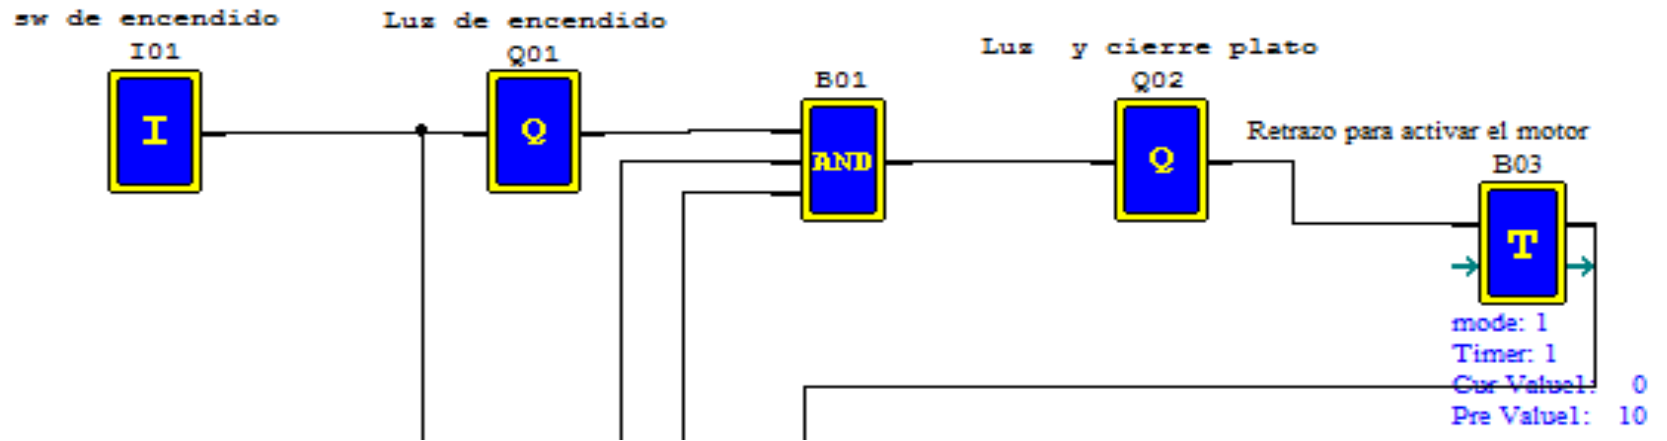 sw de encendido
I01
I
Luz de encendido
Q01
Q
B01
AND
Luz y cierre plato
Q02
Q
Retrazo para activar el motor
B03
T
mode: 1
Timer: 1
Cur Value1: 0
Pre Value1: 10